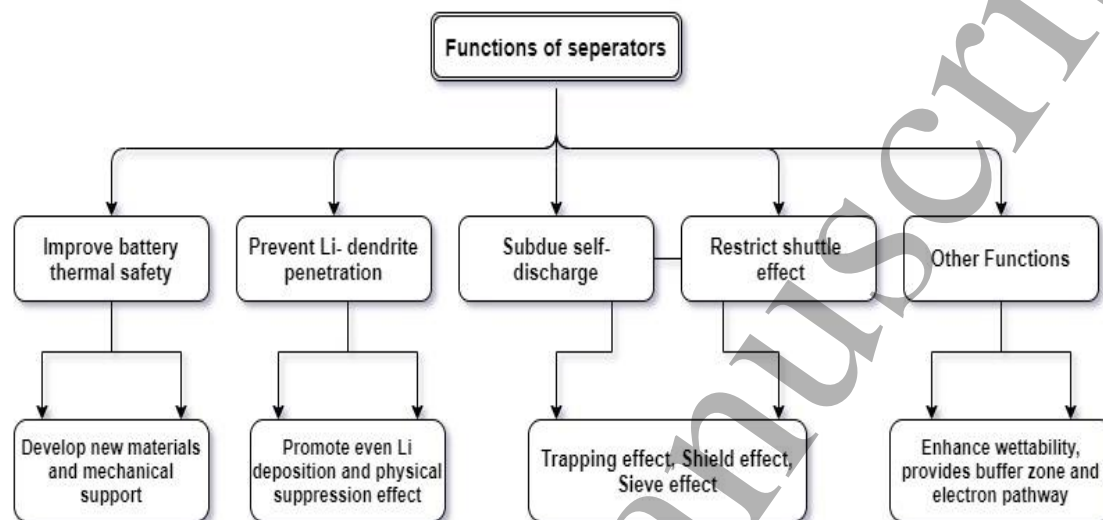 Functions of seperators
Improve battery
thermal safety
Prevent Li- dendrite
penetration
Subdue self-
discharge
Restrict shuttle
effect
Other Functions
Develop new materials
and mechanical
support
Promote even Li
deposition and physical
suppression effect
Trapping effect, Shield effect,
Sieve effect
Enhance wettability,
provides buffer zone and
electron pathway
anuscri